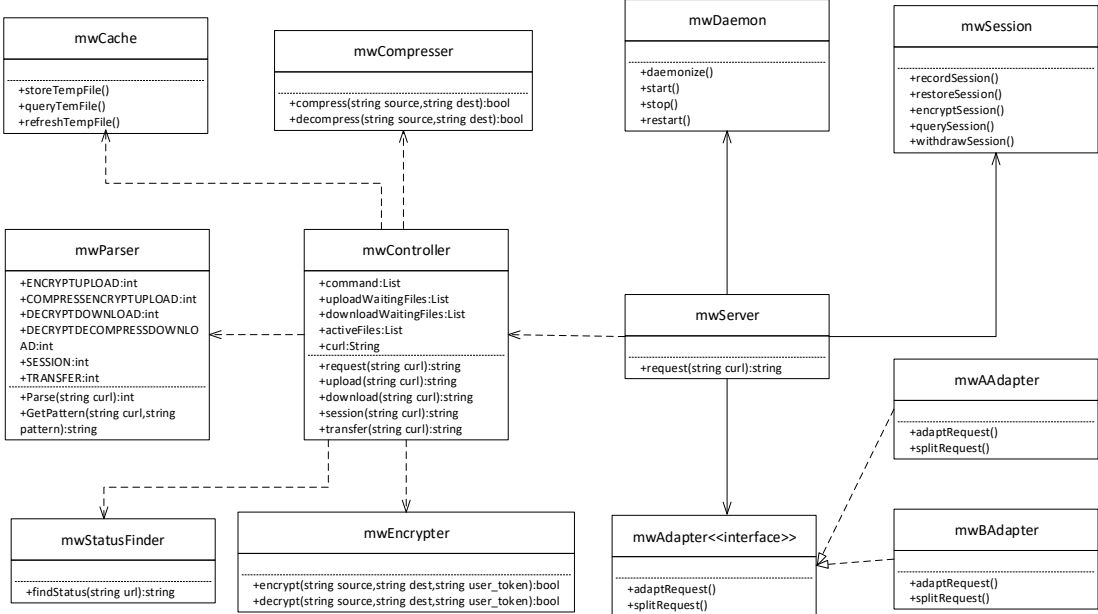 mwCache
+storeTempFile()
+queryTemFile()
+refreshTempFile()
mwCompresser
+compress(string source,string dest):bool
+decompress(string source,string dest):bool
mwDaemon
+daemonize()
+start()
+stop()
+restart()
mwSession
+recordSession()
+restoreSession()
+encryptSession()
+querySession()
+withdrawSession()
mwParser
+ENCRYPTUPLOAD:int
+COMPRESSENCRYPTUPLOAD:int
+DECRYPTDOWNLOAD:int
+DECRYPTDECOMPRESSDOWNLO
AD:int
+SESSION:int
+TRANSFER:int
+Parse(string curl):int
+GetPattern(string curl,string
pattern):string
mwController
+command:List
+uploadWaitingFiles:List
+downloadWaitingFiles:List
+activeFiles:List
+curl:String
+request(string curl):string
+upload(string curl):string
+download(string curl):string
+session(string curl):string
+transfer(string curl):string
mwServer
+request(string curl):string
mwAAdapter
+adaptRequest()
+splitRequest()
mwStatusFinder
+findStatus(string url):string
mwEncrypter
+encrypt(string source,string dest,string user_token):bool
+decrypt(string source,string dest,string user_token):bool
mwAdapter<<interface>>
+adaptRequest()
+splitRequest()
mwBAdapter
+adaptRequest()
+splitRequest()